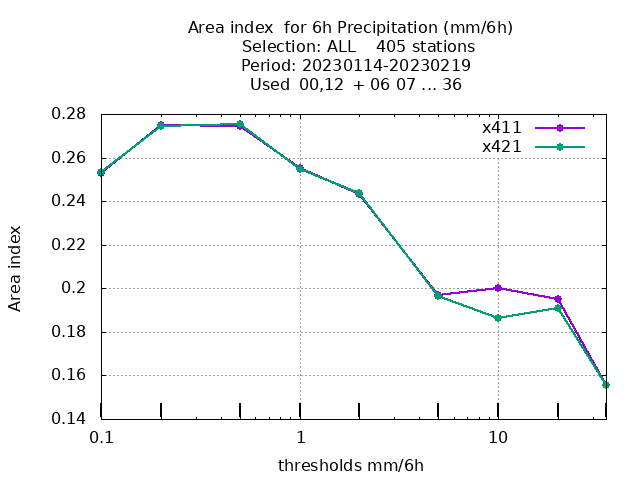 Area index  for 6h Precipitation (mm/6h)
Selection: ALL    405 stations
Period: 20230114-20230219
Used  00,12  + 06 07 ... 36
x411
x421
0.28
0.26
0.24
0.22
0.2
0.18
0.16
0.14
Area index
0.1
1
10
thresholds mm/6h